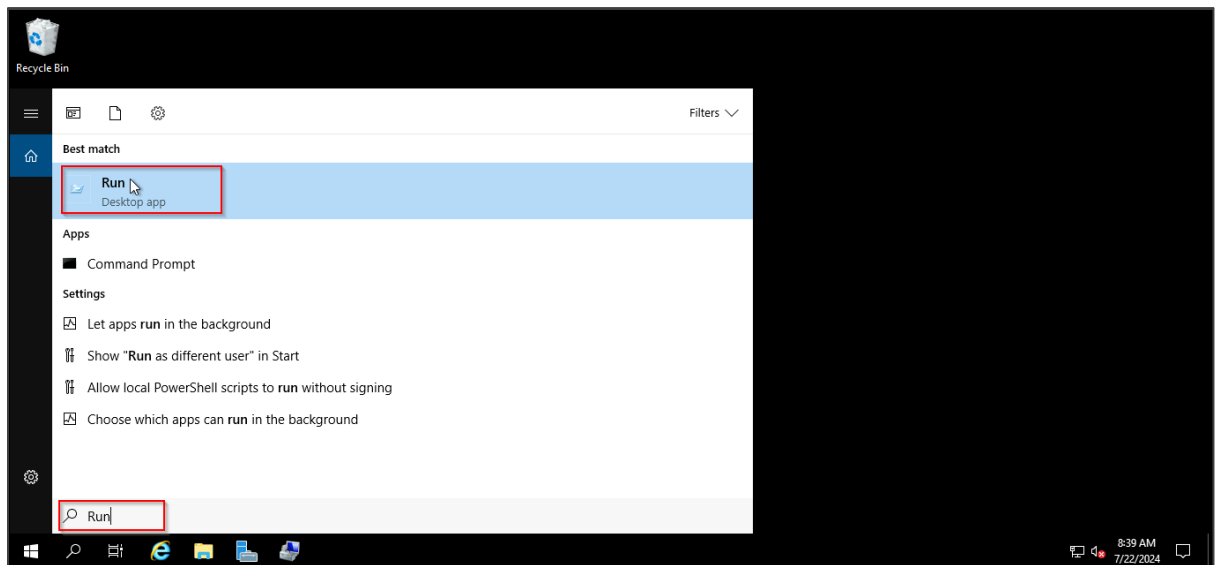 Recycle Bin
Filters
Best match
Run
Desktop app
Apps
Command Prompt
Settings
Let apps run in the background
Show "Run as different user" in Start
Allow local PowerShell scripts to run without signing
Choose which apps can run in the background
Run
8:39 AM
7/22/2024